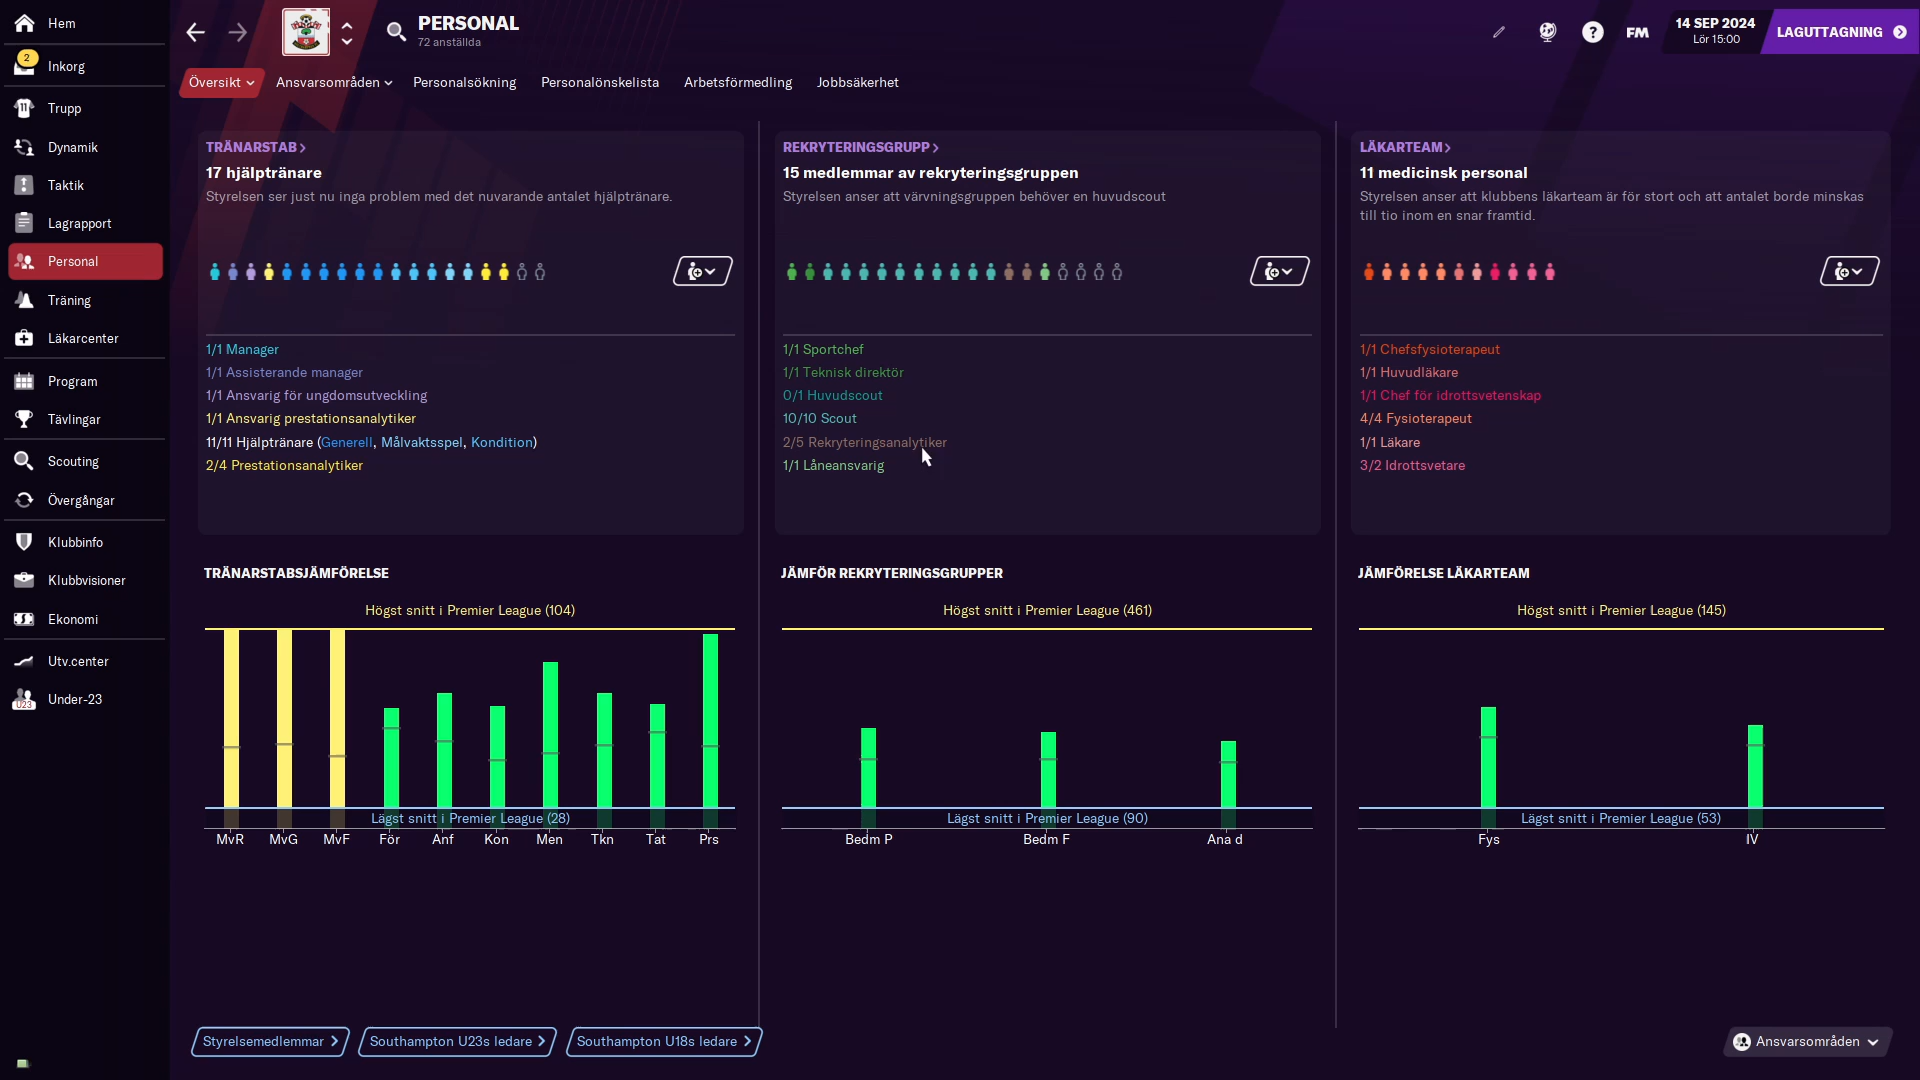 Hem
2
Inkorg
11
Trupp
Dynamik
Taktik
Lagrapport
Personal
Träning
Läkarcenter
Program
Tävlingar
Scouting
Övergångar
Klubbinfo
Klubbvisioner
Ekonomi
Utv.center
U23
Under-23
PERSONAL
72 anställda
?
FM
14 SEP 2024
Lör 15:00
LAGUTTAGNING
Översikt
Ansvarsområden
Personalsökning
Personalönskelista
Arbetsförmedling
Jobbsäkerhet
TRÄNARSTAB
17 hjälptränare
Styrelsen ser just nu inga problem med det nuvarande antalet hjälptränare.
1/1 Manager
1/1 Assisterande manager
1/1 Ansvarig för ungdomsutveckling
1/1 Ansvarig prestationsanalytiker
11/11 Hjälptränare (Generell, Målvaktsspel, Kondition)
2/4 Prestationsanalytiker
REKRYTERINGSGRUPP
15 medlemmar av rekryteringsgruppen
Styrelsen anser att värvningsgruppen behöver en huvudscout
1/1 Sportchef
1/1 Teknisk direktör
0/1 Huvudscout
10/10 Scout
2/5 Rekryteringsanalytiker
1/1 Låneansvarig
LÄKARTEAM
11 medicinsk personal
Styrelsen anser att klubbens läkarteam är för stort och att antalet borde minskas
till tio inom en snar framtid.
1/1 Chefsfysioterapeut
1/1 Huvudläkare
1/1 Chef för idrottsvetenskap
4/4 Fysioterapeut
1/1 Läkare
3/2 Idrottsvetare
TRÄNARSTABSJÄMFÖRELSE
Högst snitt i Premier League (104)
Lägst snitt i Premier League (28)
MvR MvG MvF För Anf Kon Men Tkn Tat Prs
JÄMFÖR REKRYTERINGSGRUPPER
Högst snitt i Premier League (461)
Lägst snitt i Premier League (90)
Bedm P Bedm F Ana d
JÄMFÖRELSE LÄKARTEAM
Högst snitt i Premier League (145)
Lägst snitt i Premier League (53)
Fys IV
Styrelsemedlemmar
Southampton U23s ledare
Southampton U18s ledare
Ansvarsområden